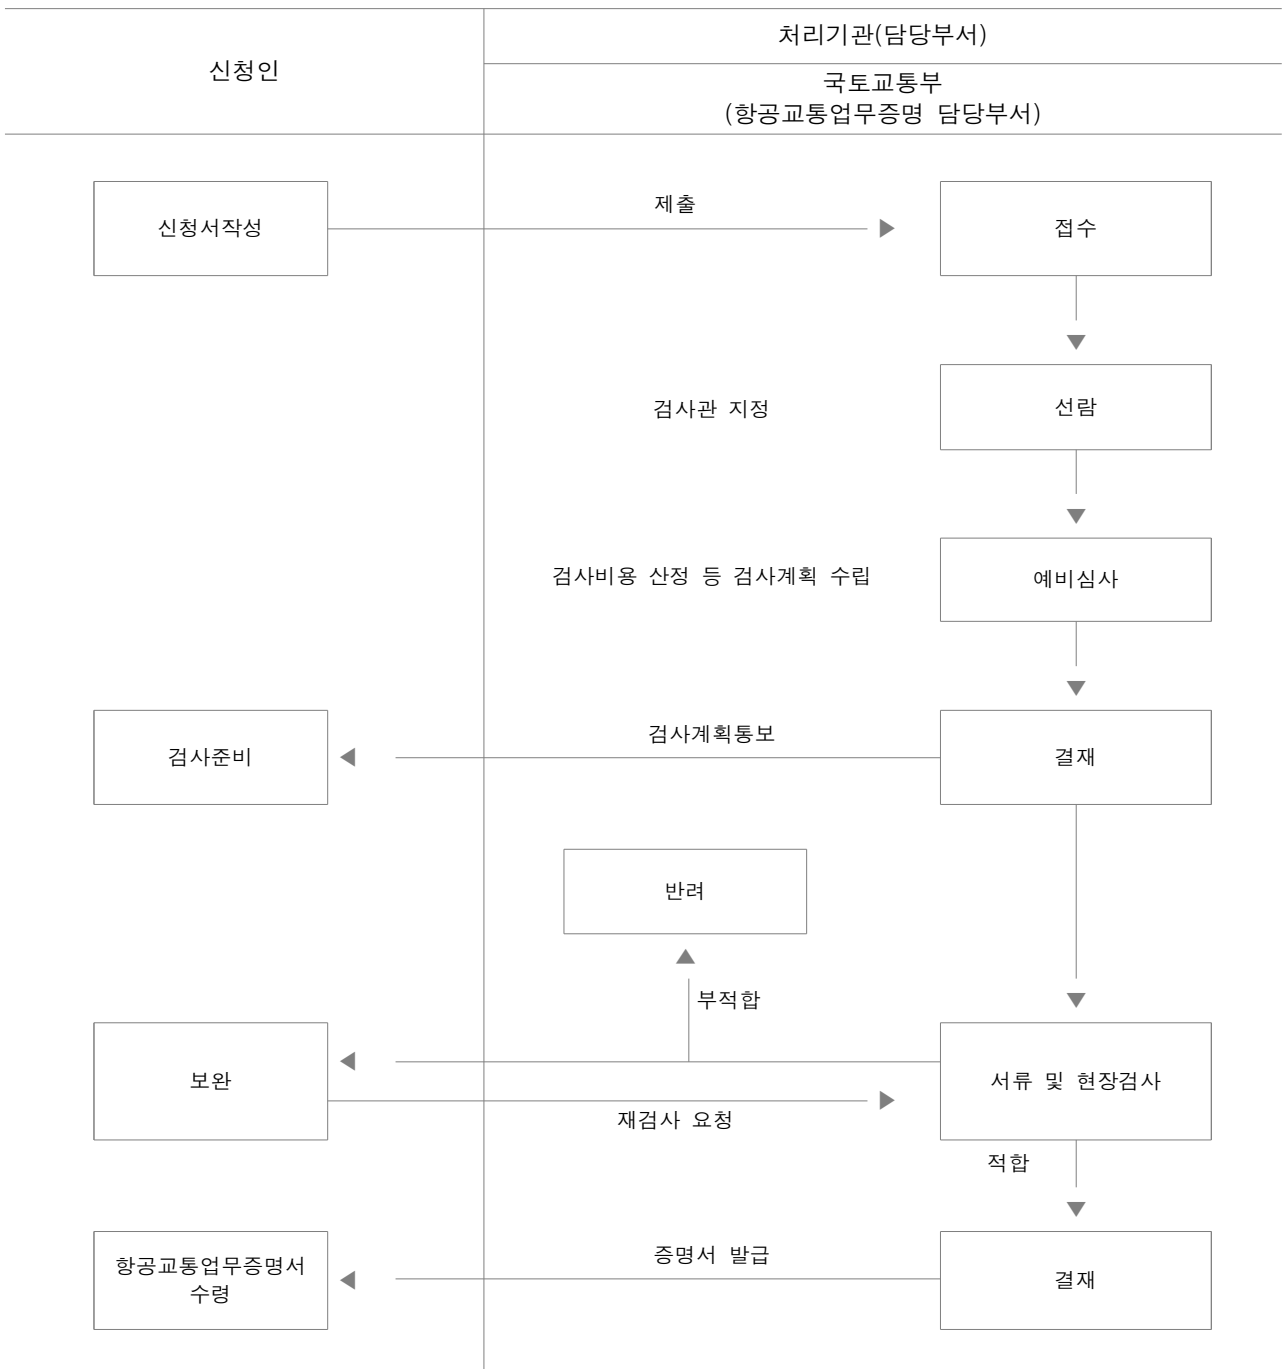 처리기관(담당부서)
신청인
국토교통부
(항공교통업무증명 담당부서)
신청서작성
제출
접수
검사관 지정
선람
검사비용 산정 등 검사계획 수립
예비심사
검사준비
검사계획통보
결재
반려
부적합
보완
서류 및 현장검사
재검사 요청
적합
항공교통업무증명서
수령
증명서 발급
결재